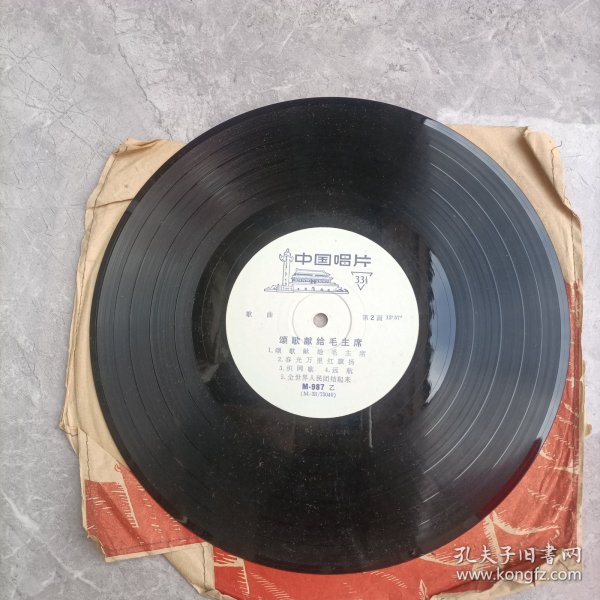 中国唱片
33⅓
歌曲
第2面
颂歌献给毛主席
1.颂歌献给毛主席
2.春光万里红旗扬
3.织网歌 4.远航
5.全世界人民团结起来
M-987 乙
孔夫子旧书网
www.kongfz.com